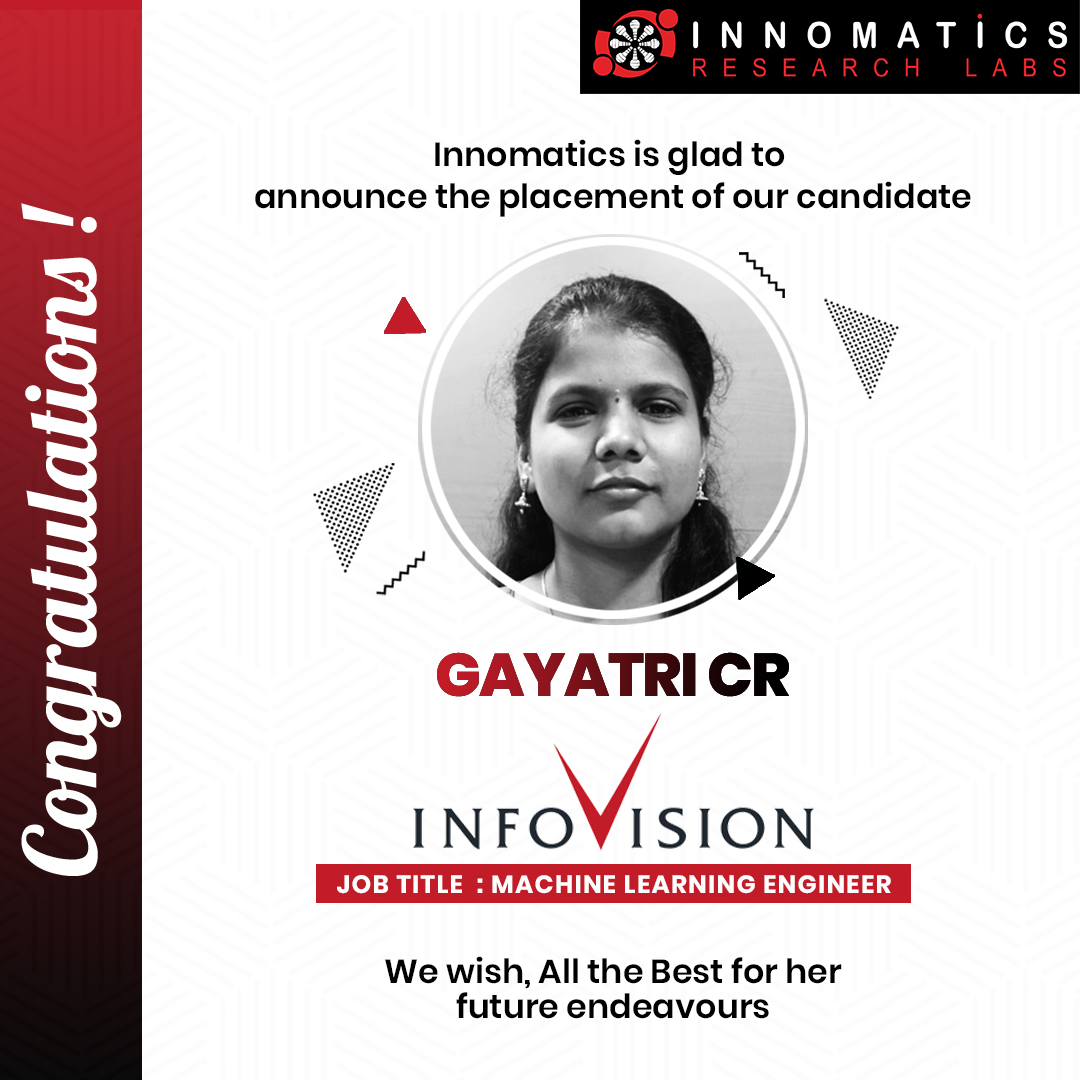 INNOMATICS
RESEARCH LABS
Congratulations !
Innomatics is glad to
announce the placement of our candidate
GAYATRI CR
INFOVISION
JOB TITLE : MACHINE LEARNING ENGINEER
We wish, All the Best for her
future endeavours